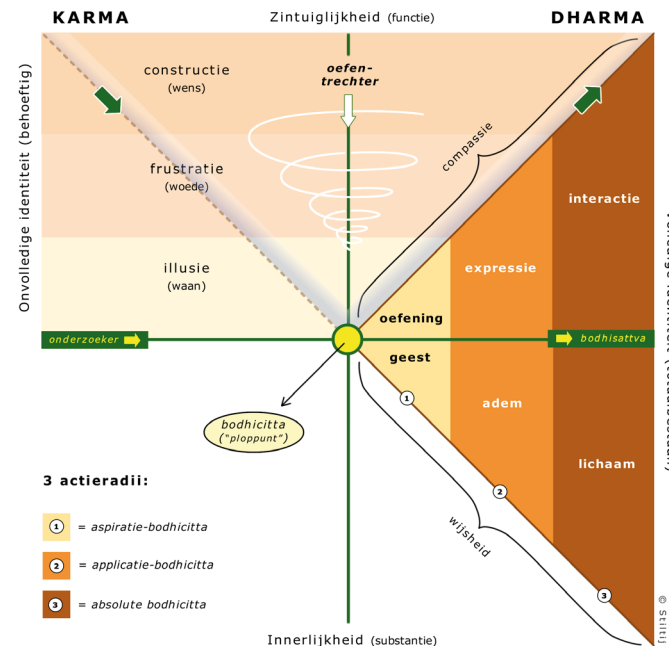 KARMA
Zintuiglijkheid (functie)
DHARMA
Onvolledige identiteit (behoeftig)
constructie
(wens)
oefen-
trechter
frustratie
(woede)
compassie
interactie
illusie
(waan)
expressie
oefening
onderzoeker
bodhisattva
geest
bodhicitta
("ploppunt")
adem
1
lichaam
3 actieradii:
2
wijsheid
1 = aspiratie-bodhicitta
2 = applicatie-bodhicitta
3 = absolute bodhicitta
3
Innerlijkheid (substantie)